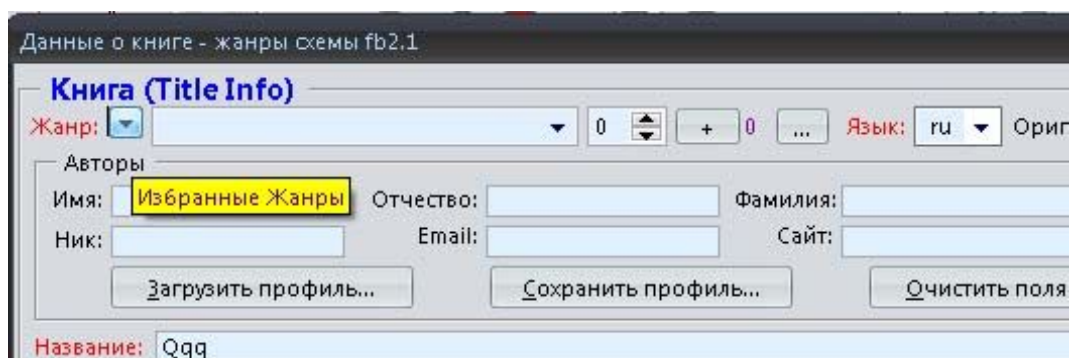 Данные о книге - жанры схемы fb2.1
Книга (Title Info)
Жанр: 0 + 0 ... Язык: ru Ориг
Авторы
Имя: Избранные Жанры Отчество: Фамилия:
Ник: Email: Сайт:
Загрузить профиль... Сохранить профиль... Очистить поля
Название: Qqq